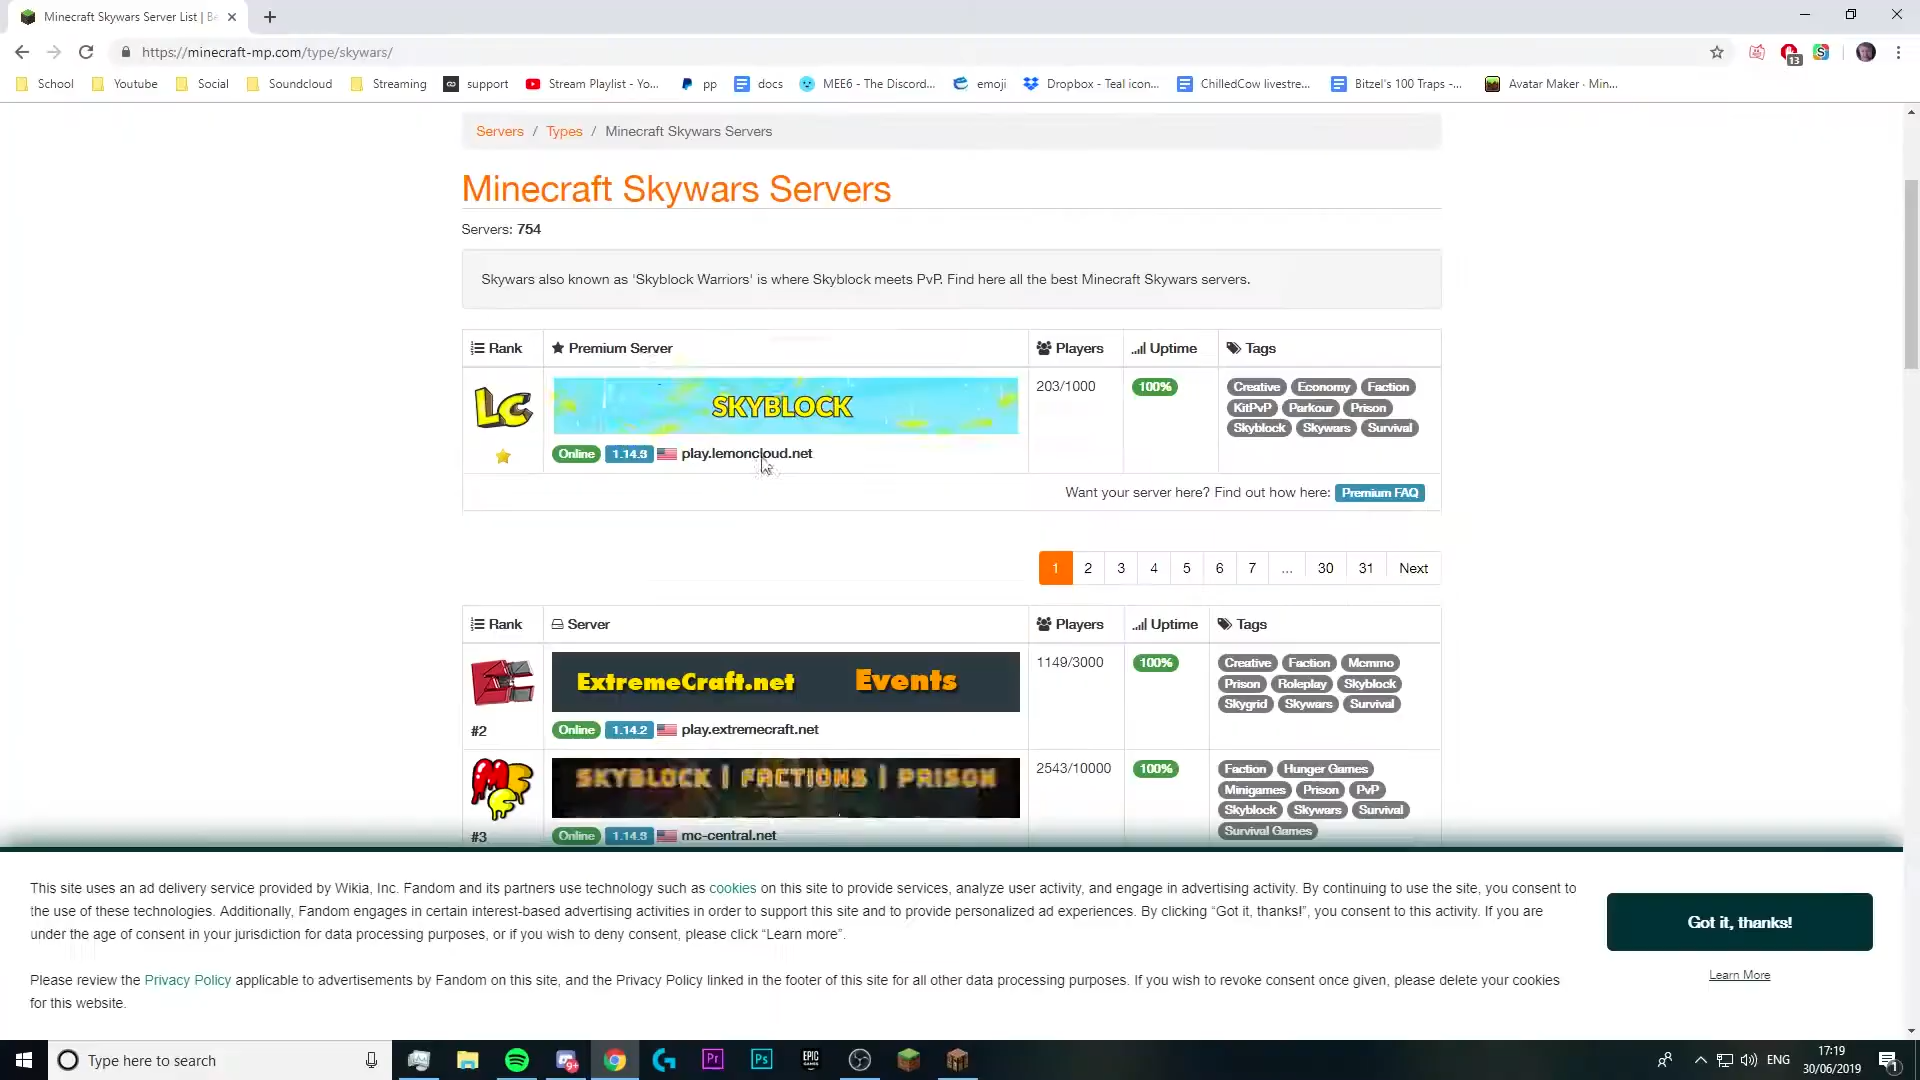 Minecraft Skywars Server List | Be
https://minecraft-mp.com/type/skywars/
13
School Youtube Social Soundcloud Streaming support Stream Playlist - Yo... pp docs MEE6 - The Discord... emoji Dropbox - Teal icon... ChilledCow livestre... Bitzel's 100 Traps -... Avatar Maker · Min...
Servers / Types / Minecraft Skywars Servers
Minecraft Skywars Servers
Servers: 754
Skywars also known as 'Skyblock Warriors' is where Skyblock meets PvP. Find here all the best Minecraft Skywars servers.
Rank Premium Server Players Uptime Tags
LC SKYBLOCK 203/1000 100% Creative Economy Faction
KitPvP Parkour Prison
Skyblock Skywars Survival
Online 1.14.3 play.lemoncloud.net
Want your server here? Find out how here: Premium FAQ
1 2 3 4 5 6 7 ... 30 31 Next
Rank Server Players Uptime Tags
ExtremeCraft.net Events 1149/3000 100% Creative Faction Mcmmo
Prison Roleplay Skyblock
Skygrid Skywars Survival
#2 Online 1.14.2 play.extremecraft.net
SKYBLOCK | FACTIONS | PRISON 2543/10000 100% Faction Hunger Games
Minigames Prison PvP
Skyblock Skywars Survival
Survival Games
#3 Online 1.14.3 mc-central.net
This site uses an ad delivery service provided by Wikia, Inc. Fandom and its partners use technology such as cookies on this site to provide services, analyze user activity, and engage in advertising activity. By continuing to use the site, you consent to
the use of these technologies. Additionally, Fandom engages in certain interest-based advertising activities in order to support this site and to provide personalized ad experiences. By clicking “Got it, thanks!”, you consent to this activity. If you are
under the age of consent in your jurisdiction for data processing purposes, or if you wish to deny consent, please click “Learn more”.
Got it, thanks!
Learn More
Please review the Privacy Policy applicable to advertisements by Fandom on this site, and the Privacy Policy linked in the footer of this site for all other data processing purposes. If you wish to revoke consent once given, please delete your cookies
for this website.
Type here to search
9+
Pr
Ps
EPIC
GAMES
ENG
17:19
30/06/2019
1